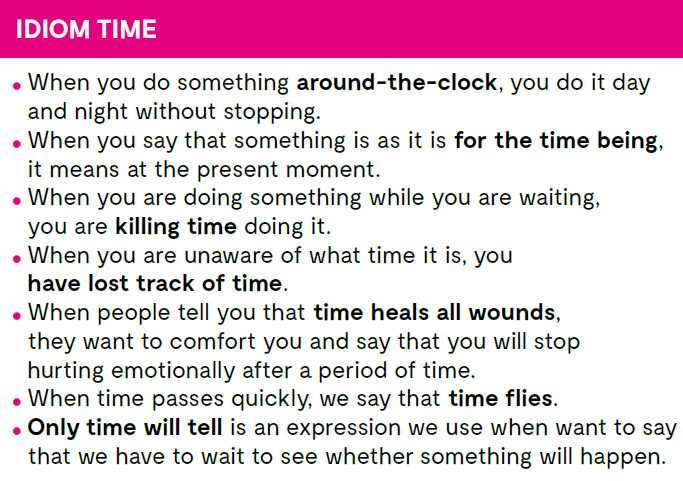 IDIOM TIME
• When you do something around-the-clock, you do it day
and night without stopping.
• When you say that something is as it is for the time being,
it means at the present moment.
• When you are doing something while you are waiting,
you are killing time doing it.
• When you are unaware of what time it is, you
have lost track of time.
• When people tell you that time heals all wounds,
they want to comfort you and say that you will stop
hurting emotionally after a period of time.
• When time passes quickly, we say that time flies.
• Only time will tell is an expression we use when want to say
that we have to wait to see whether something will happen.